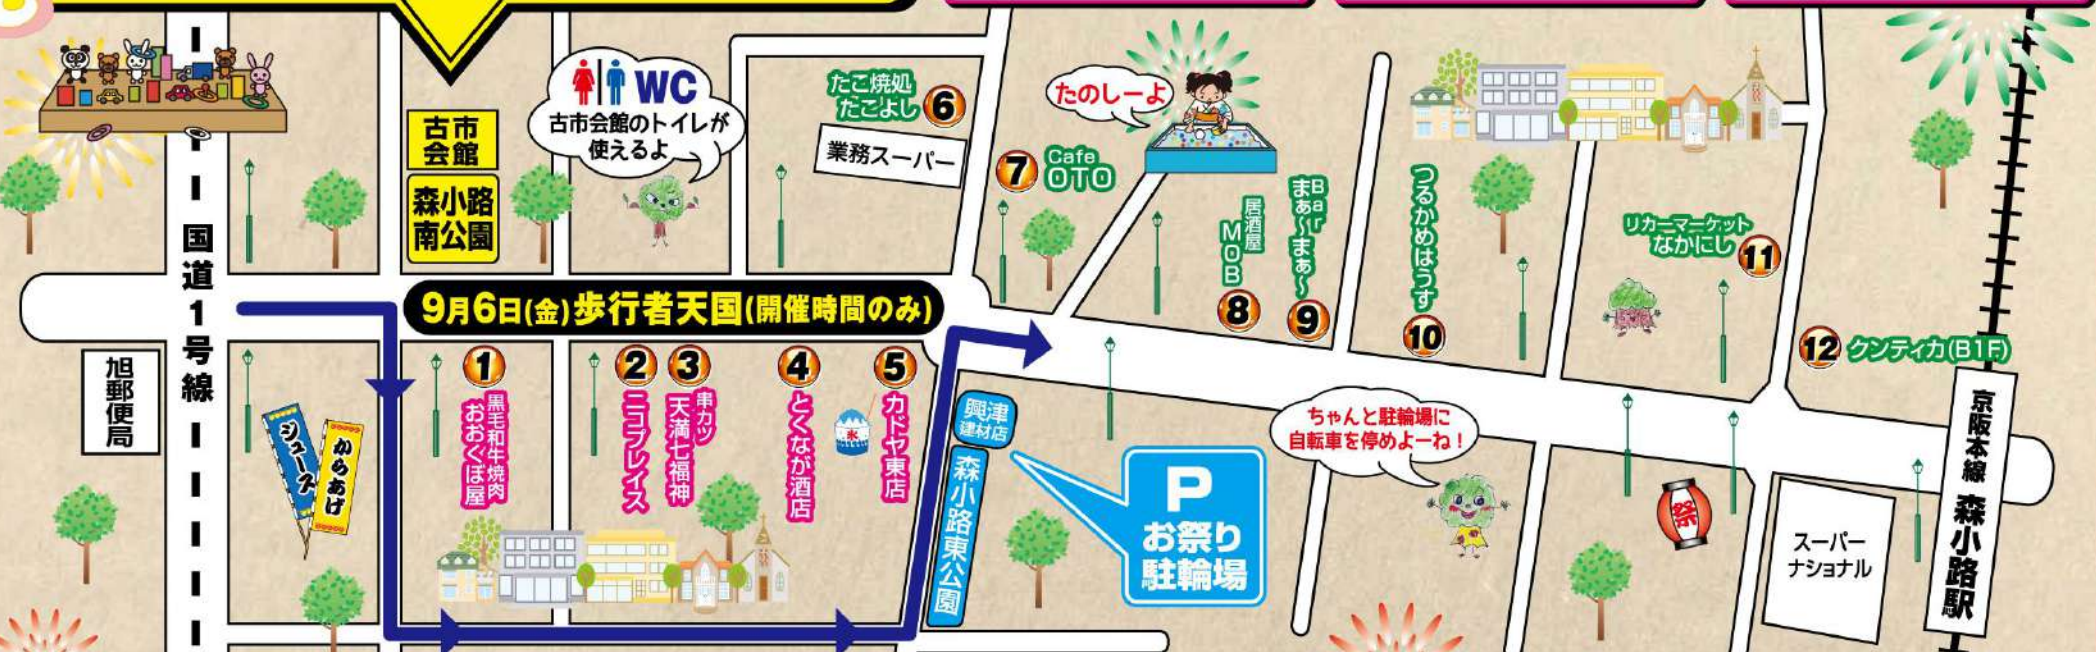 WC
古市会館のトイレが
使えるよ
たこ焼処
たこよし
6
たのしーよ
古市
会館
業務スーパー
7
Cafe
OTO
森小路
南公園
居酒屋
MOB
8
Bar
まぁ~まぁ~
9
つるかめはうす
10
リカーマーケット
なかにし
11
国道1号線
9月6日(金)歩行者天国(開催時間のみ)
12
クンティカ(B1F)
旭郵便局
1
黒毛和牛焼肉
おおくぼ屋
2
ニコプレイス
3
串カツ
天満七福神
4
とくなが酒店
5
カドヤ東店
氷
ジュース
からあげ
興津
建材店
森小路東公園
P
お祭り
駐輪場
ちゃんと駐輪場に
自転車を停めよーね!
祭
スーパー
ナショナル
京阪本線 森小路駅